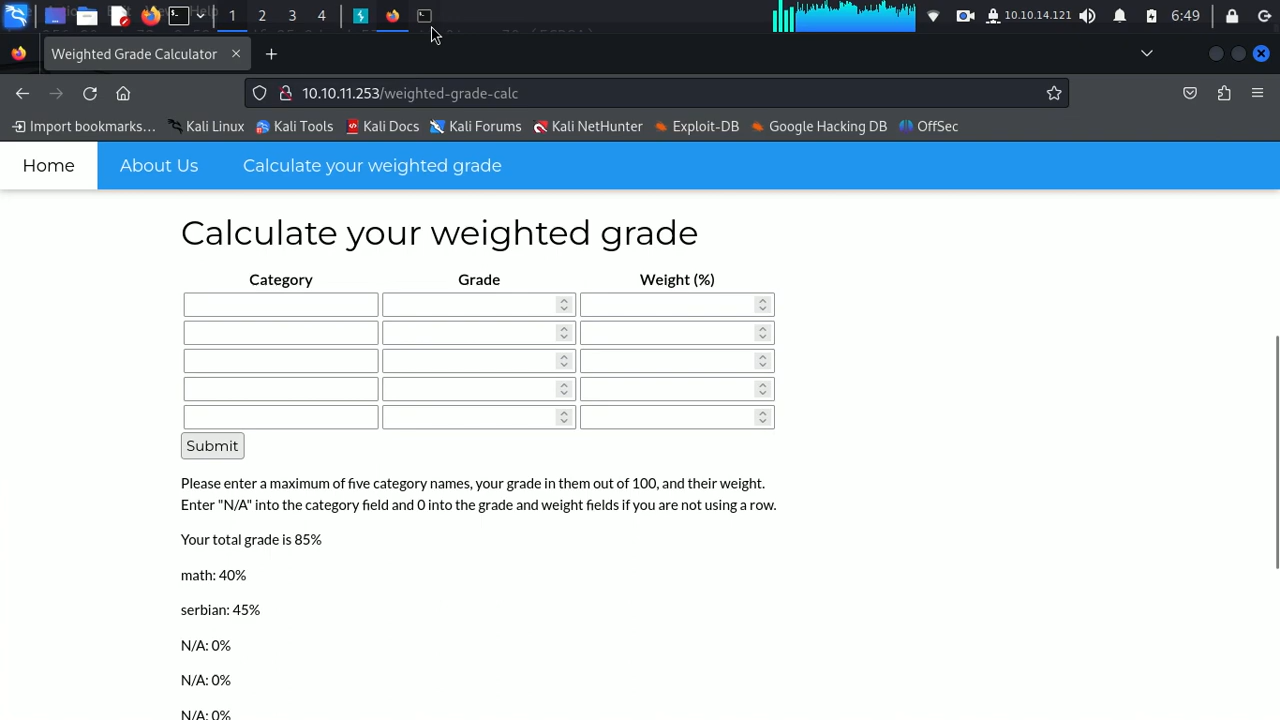 1 2 3 4 10.10.14.121 6:49
Weighted Grade Calculator
10.10.11.253/weighted-grade-calc
Import bookmarks... Kali Linux Kali Tools Kali Docs Kali Forums Kali NetHunter Exploit-DB Google Hacking DB OffSec
Home About Us Calculate your weighted grade
Calculate your weighted grade
Category Grade Weight (%)
Submit
Please enter a maximum of five category names, your grade in them out of 100, and their weight.
Enter "N/A" into the category field and 0 into the grade and weight fields if you are not using a row.
Your total grade is 85%
math: 40%
serbian: 45%
N/A: 0%
N/A: 0%
N/A: 0%